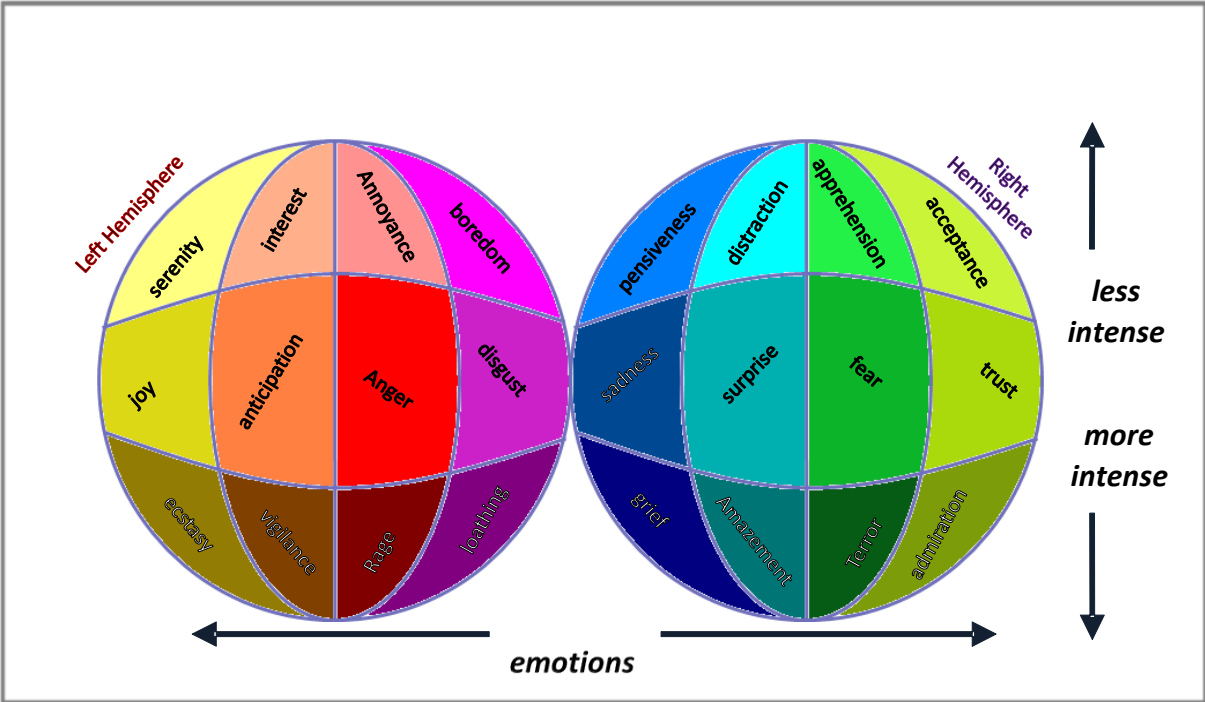 Left Hemisphere
serenity
interest
Annoyance
boredom
joy
anticipation
Anger
disgust
ecstasy
vigilance
Rage
loathing
pensiveness
distraction
apprehension
acceptance
Right
Hemisphere
sadness
surprise
fear
trust
grief
Amazement
Terror
admiration
less
intense
more
intense
emotions